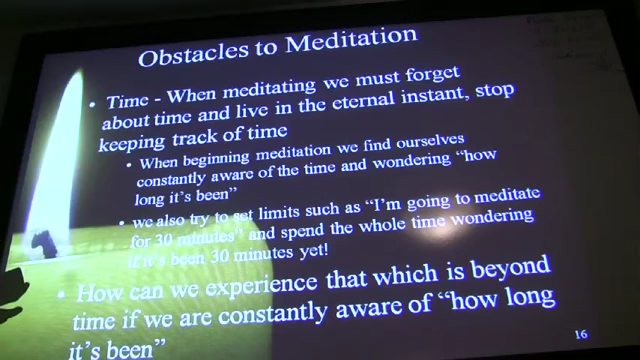 Obstacles to Meditation
• Time - When meditating we must forget
about time and live in the eternal instant, stop
keeping track of time
• When beginning meditation we find ourselves
constantly aware of the time and wondering “how
long it's been”
• we also try to set limits such as “I'm going to meditate
for 30 minutes” and spend the whole time wondering
if it's been 30 minutes yet!
• How can we experience that which is beyond
time if we are constantly aware of “how long
it's been”
16